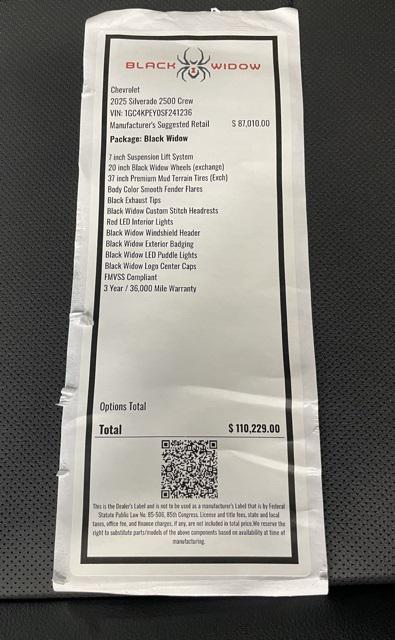 BLACK WIDOW
Chevrolet
2025 Silverado 2500 Crew
VIN: 1GC4KPEY0SF241236
Manufacturer's Suggested Retail $ 87,010.00
Package: Black Widow
7 inch Suspension Lift System
20 inch Black Widow Wheels (exchange)
37 inch Premium Mud Terrain Tires (Exch)
Body Color Smooth Fender Flares
Black Exhaust Tips
Black Widow Custom Stitch Headrests
Red LED Interior Lights
Black Widow Windshield Header
Black Widow Exterior Badging
Black Widow LED Puddle Lights
Black Widow Logo Center Caps
FMVSS Compliant
3 Year / 36,000 Mile Warranty
Options Total
Total $ 110,229.00
This is the Dealer's Label and is not to be used as a manufacturer's Label that is by Federal
Statute Public Law No. 85-506, 85th Congress. License and title fees, state and local
taxes, office fee, and finance charges, if any, are not included in total price.We reserve the
right to substitute parts/models of the above components based on availability at time of
manufacturing.